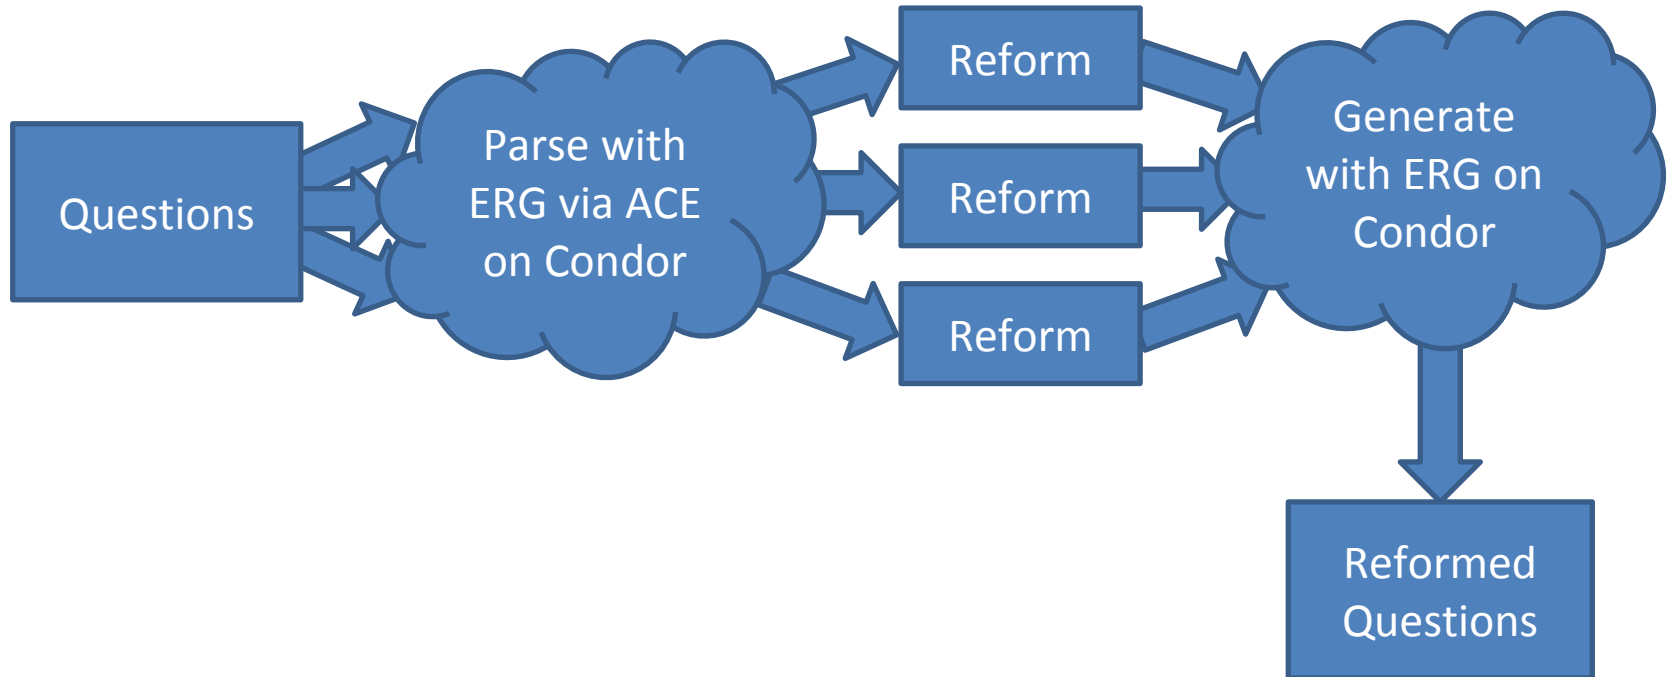 Questions
Parse with
ERG via ACE
on Condor
Reform
Reform
Reform
Generate
with ERG on
Condor
Reformed
Questions